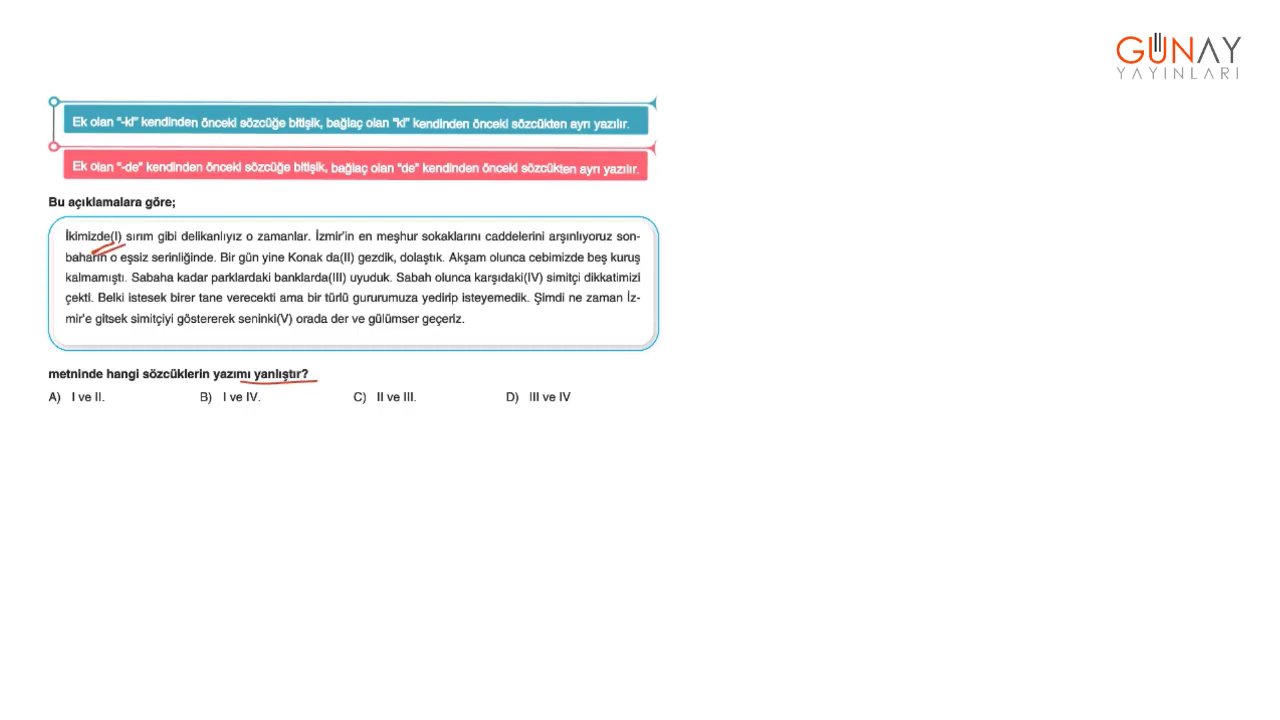 GÜNAY
YAYINLARI
Ek olan “-ki” kendinden önceki sözcüğe bitişik, bağlaç olan “ki” kendinden önceki sözcükten ayrı yazılır.
Ek olan “-de” kendinden önceki sözcüğe bitişik, bağlaç olan “de” kendinden önceki sözcükten ayrı yazılır.
Bu açıklamalara göre;
İkimizde(I) sırım gibi delikanlıyız o zamanlar. İzmir’in en meşhur sokaklarını caddelerini arşınlıyoruz son-
baharın o eşsiz serinliğinde. Bir gün yine Konak da(II) gezdik, dolaştık. Akşam olunca cebimizde beş kuruş
kalmamıştı. Sabaha kadar parklardaki banklarda(III) uyuduk. Sabah olunca karşıdaki(IV) simitçi dikkatimizi
çekti. Belki istesek birer tane verecekti ama bir türlü gururumuza yedirip isteyemedik. Şimdi ne zaman İz-
mir’e gitsek simitçiyi göstererek seninki(V) orada der ve gülümser geçeriz.
metninde hangi sözcüklerin yazımı yanlıştır?
A) I ve II. B) I ve IV. C) II ve III. D) III ve IV